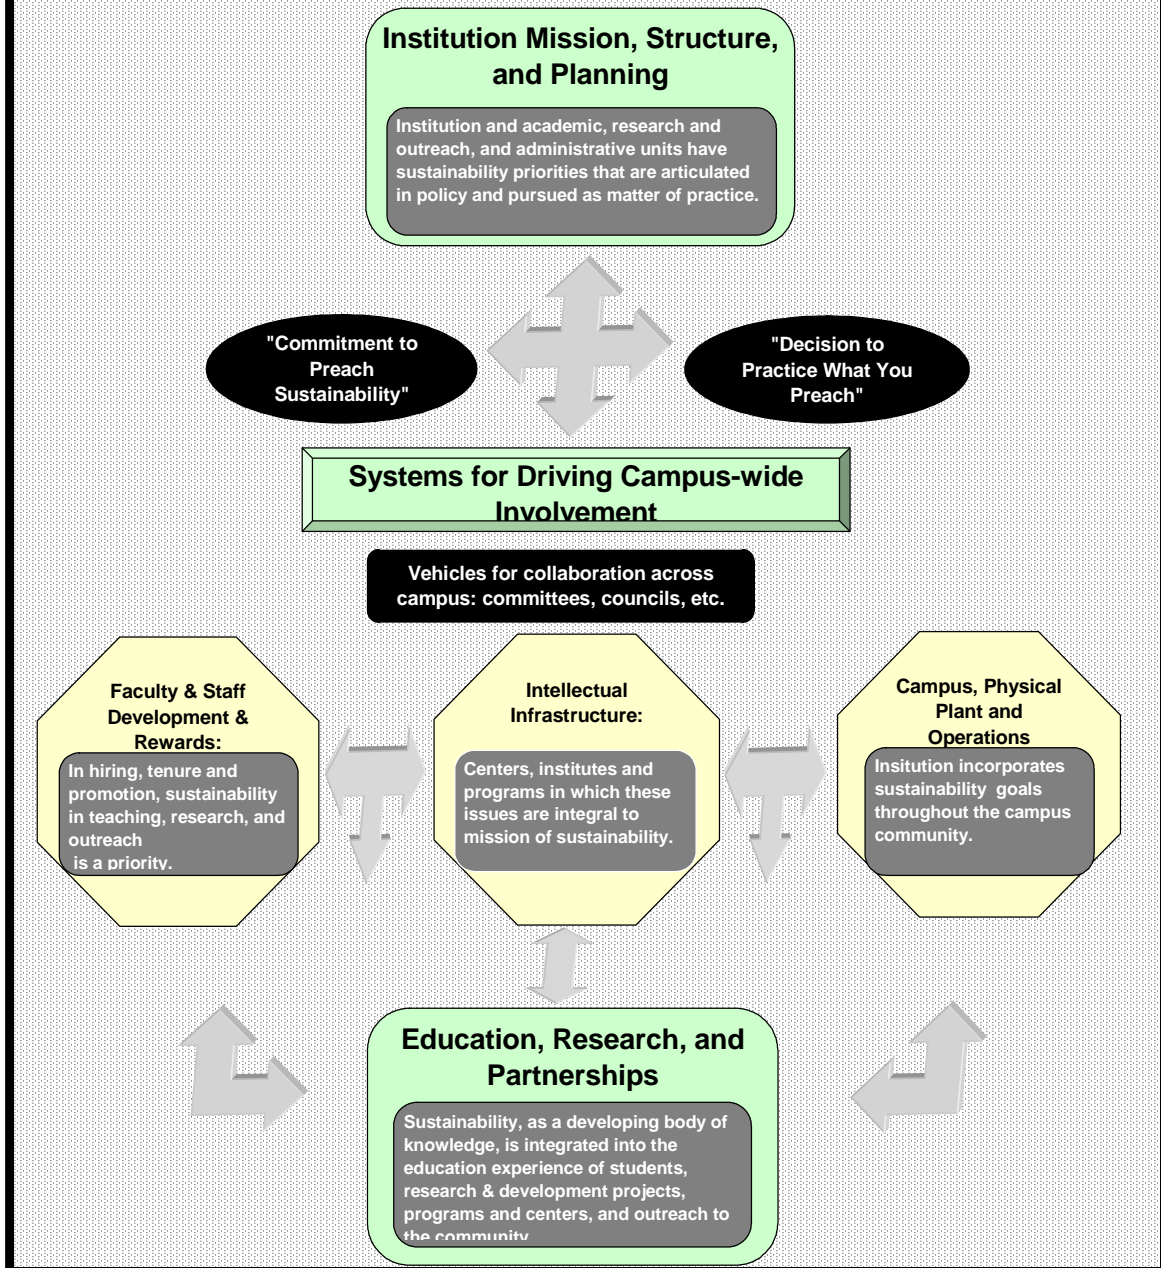 Institution Mission, Structure,
and Planning
Institution and academic, research and
outreach, and administrative units have
sustainability priorities that are articulated
in policy and pursued as matter of practice.
"Commitment to
Preach
Sustainability"
"Decision to
Practice What You
Preach"
Systems for Driving Campus-wide
Involvement
Vehicles for collaboration across
campus: committees, councils, etc.
Faculty & Staff
Development &
Rewards:
In hiring, tenure and
promotion, sustainability
in teaching, research, and
outreach
is a priority.
Intellectual
Infrastructure:
Centers, institutes and
programs in which these
issues are integral to
mission of sustainability.
Campus, Physical
Plant and
Operations
Insitution incorporates
sustainability goals
throughout the campus
community.
Education, Research, and
Partnerships
Sustainability, as a developing body of
knowledge, is integrated into the
education experience of students,
research & development projects,
programs and centers, and outreach to
the community